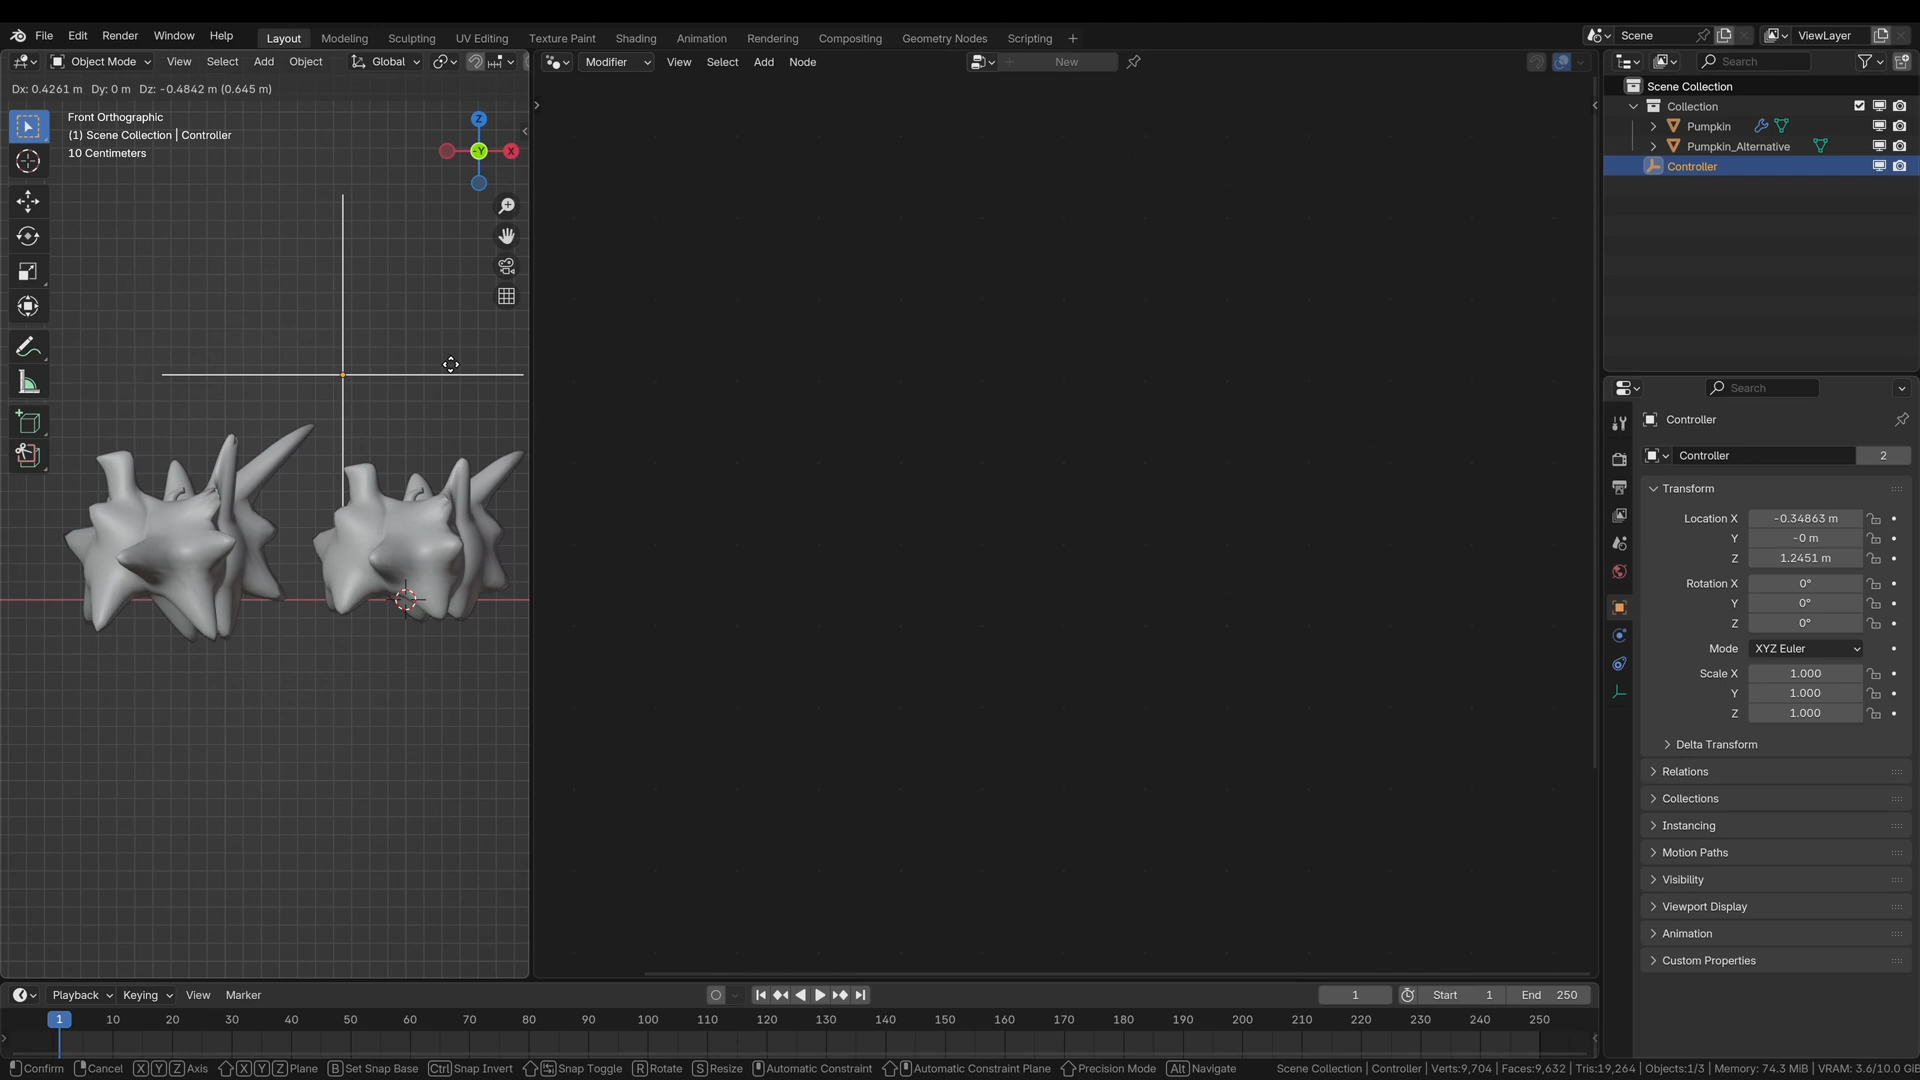 File Edit Render Window Help Layout Modeling Sculpting UV Editing Texture Paint Shading Animation Rendering Compositing Geometry Nodes Scripting + Scene ViewLayer
Object Mode View Select Add Object Global Modifier View Select Add Node New Search
Dx: 0.4261 m Dy: 0 m Dz: -0.4842 m (0.645 m)
Front Orthographic
(1) Scene Collection | Controller
10 Centimeters
Z
-Y
X
Scene Collection
Collection
Pumpkin
Pumpkin_Alternative
Controller
Search
Controller
Controller 2
Transform
Location X -0.34863 m
Y -0 m
Z 1.2451 m
Rotation X 0°
Y 0°
Z 0°
Mode XYZ Euler
Scale X 1.000
Y 1.000
Z 1.000
Delta Transform
Relations
Collections
Instancing
Motion Paths
Visibility
Viewport Display
Animation
Custom Properties
Playback Keying View Marker 1 Start 1 End 250
1 10 20 30 40 50 60 70 80 90 100 110 120 130 140 150 160 170 180 190 200 210 220 230 240 250
Confirm Cancel X Y Z Axis X Y Z Plane B Set Snap Base Ctrl Snap Invert Snap Toggle R Rotate S Resize Automatic Constraint Automatic Constraint Plane Precision Mode Alt Navigate Scene Collection | Controller | Verts:9,704 | Faces:9,632 | Tris:19,264 | Objects:1/3 | Memory: 74.3 MiB | VRAM: 3.6/10.0 GiB